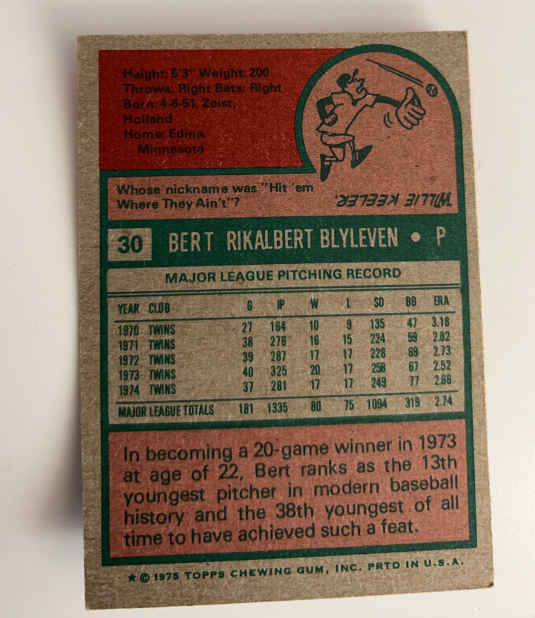 Height: 6'3" Weight: 200
Throws: Right Bats: Right
Born: 4-6-51, Zeist,
Holland
Home: Edina,
Minnesota
Whose nickname was "Hit 'em
Where They Ain't"?
WILLIE KEELER.
30 BERT RIKALBERT BLYLEVEN • P
MAJOR LEAGUE PITCHING RECORD
YEAR CLUB G IP W L SO BB ERA
1970 TWINS 27 164 10 9 135 47 3.18
1971 TWINS 38 278 16 15 224 59 2.82
1972 TWINS 39 287 17 17 228 69 2.73
1973 TWINS 40 325 20 17 258 67 2.52
1974 TWINS 37 281 17 17 249 77 2.66
MAJOR LEAGUE TOTALS 181 1335 80 75 1094 319 2.74
In becoming a 20-game winner in 1973
at age of 22, Bert ranks as the 13th
youngest pitcher in modern baseball
history and the 38th youngest of all
time to have achieved such a feat.
★ © 1975 TOPPS CHEWING GUM, INC. PRTD IN U.S.A.